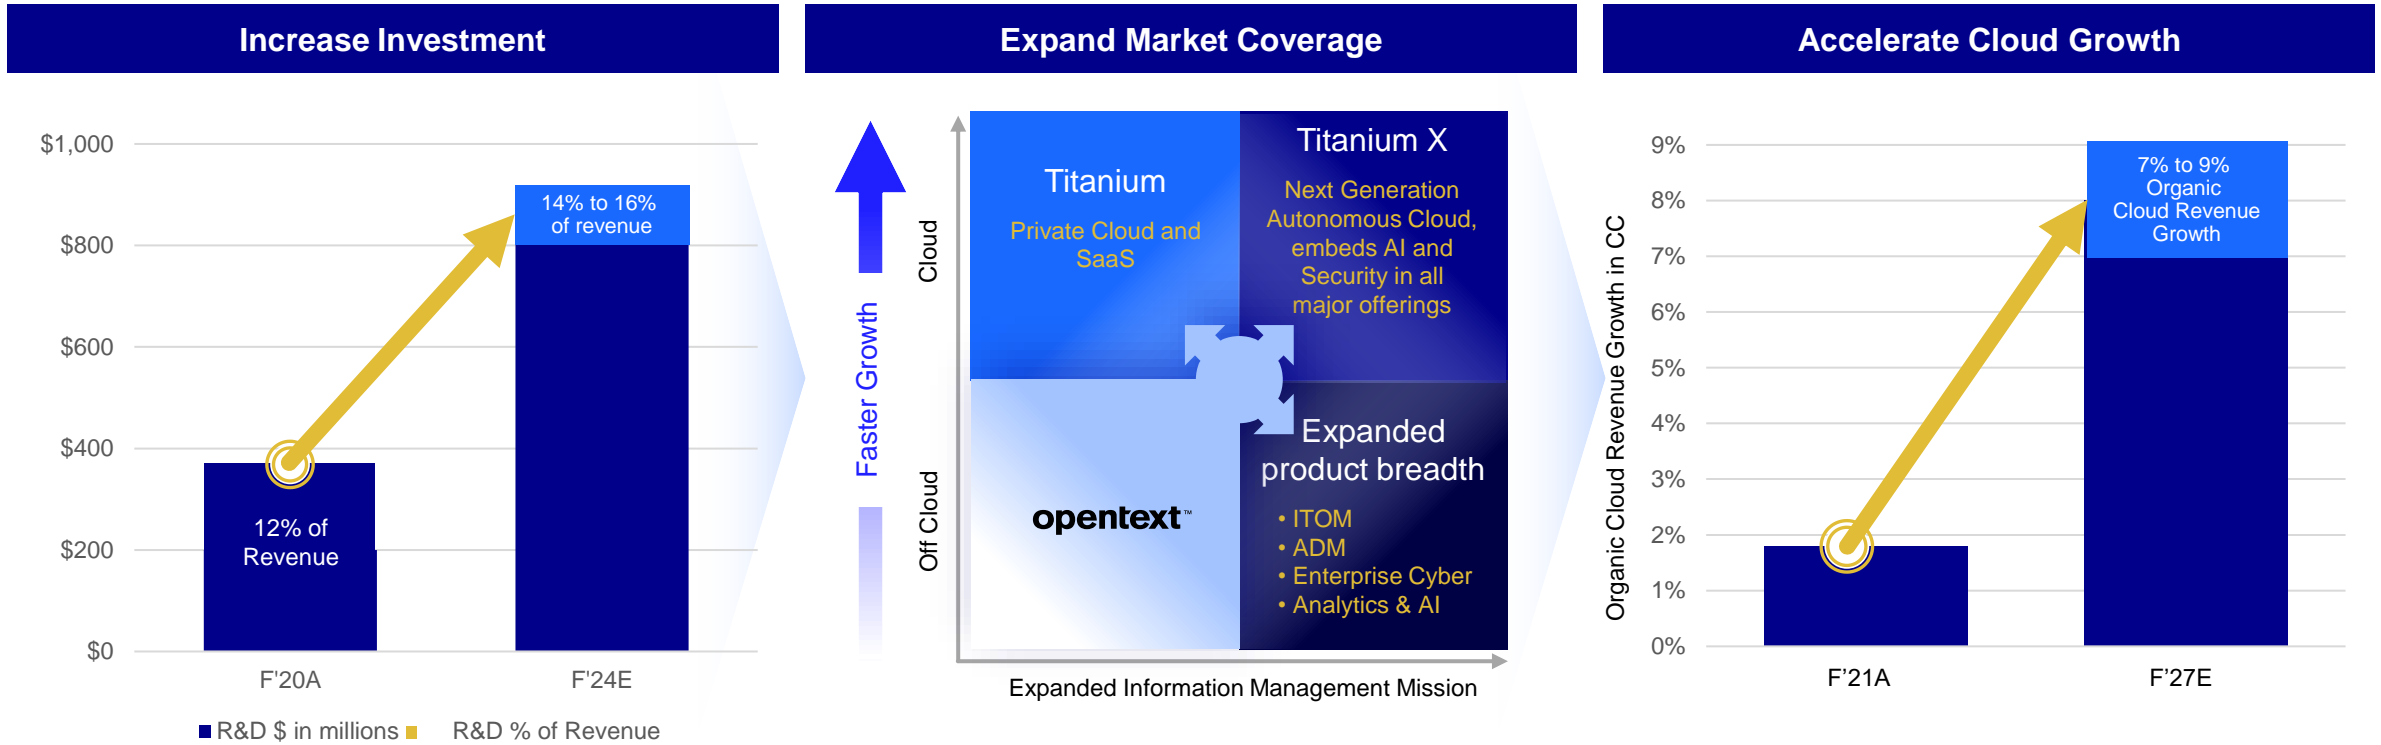 Increase Investment
$1,000
$800
$600
$400
$200
$0
14% to 16%
of revenue
12% of
Revenue
F'20A
F'24E
R&D $ in millions
R&D % of Revenue
Expand Market Coverage
Faster Growth
Cloud
Off Cloud
Titanium
Private Cloud and
SaaS
Titanium X
Next Generation
Autonomous Cloud,
embeds AI and
Security in all
major offerings
opentext™
Expanded
product breadth
• ITOM
• ADM
• Enterprise Cyber
• Analytics & AI
Expanded Information Management Mission
Accelerate Cloud Growth
Organic Cloud Revenue Growth in CC
9%
8%
7%
6%
5%
4%
3%
2%
1%
0%
7% to 9%
Organic
Cloud Revenue
Growth
F’21A
F’27E